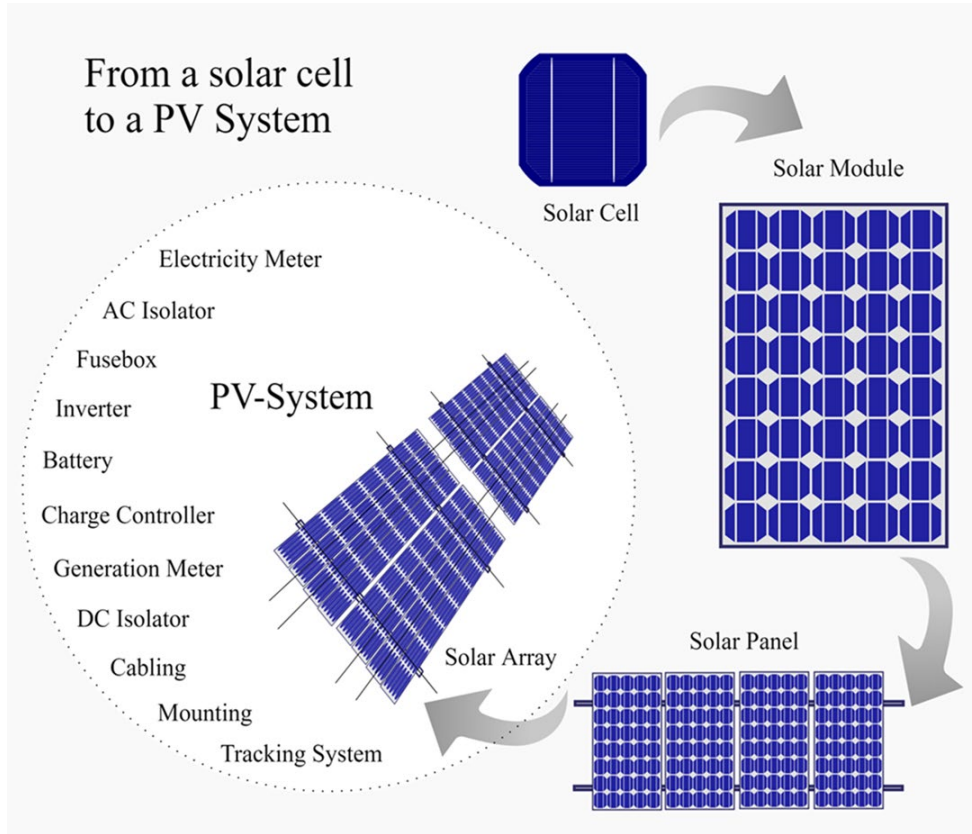 From a solar cell
to a PV System
Solar Cell
Solar Module
Electricity Meter
AC Isolator
Fusebox
Inverter
PV-System
Battery
Charge Controller
Generation Meter
DC Isolator
Cabling
Mounting
Tracking System
Solar Array
Solar Panel